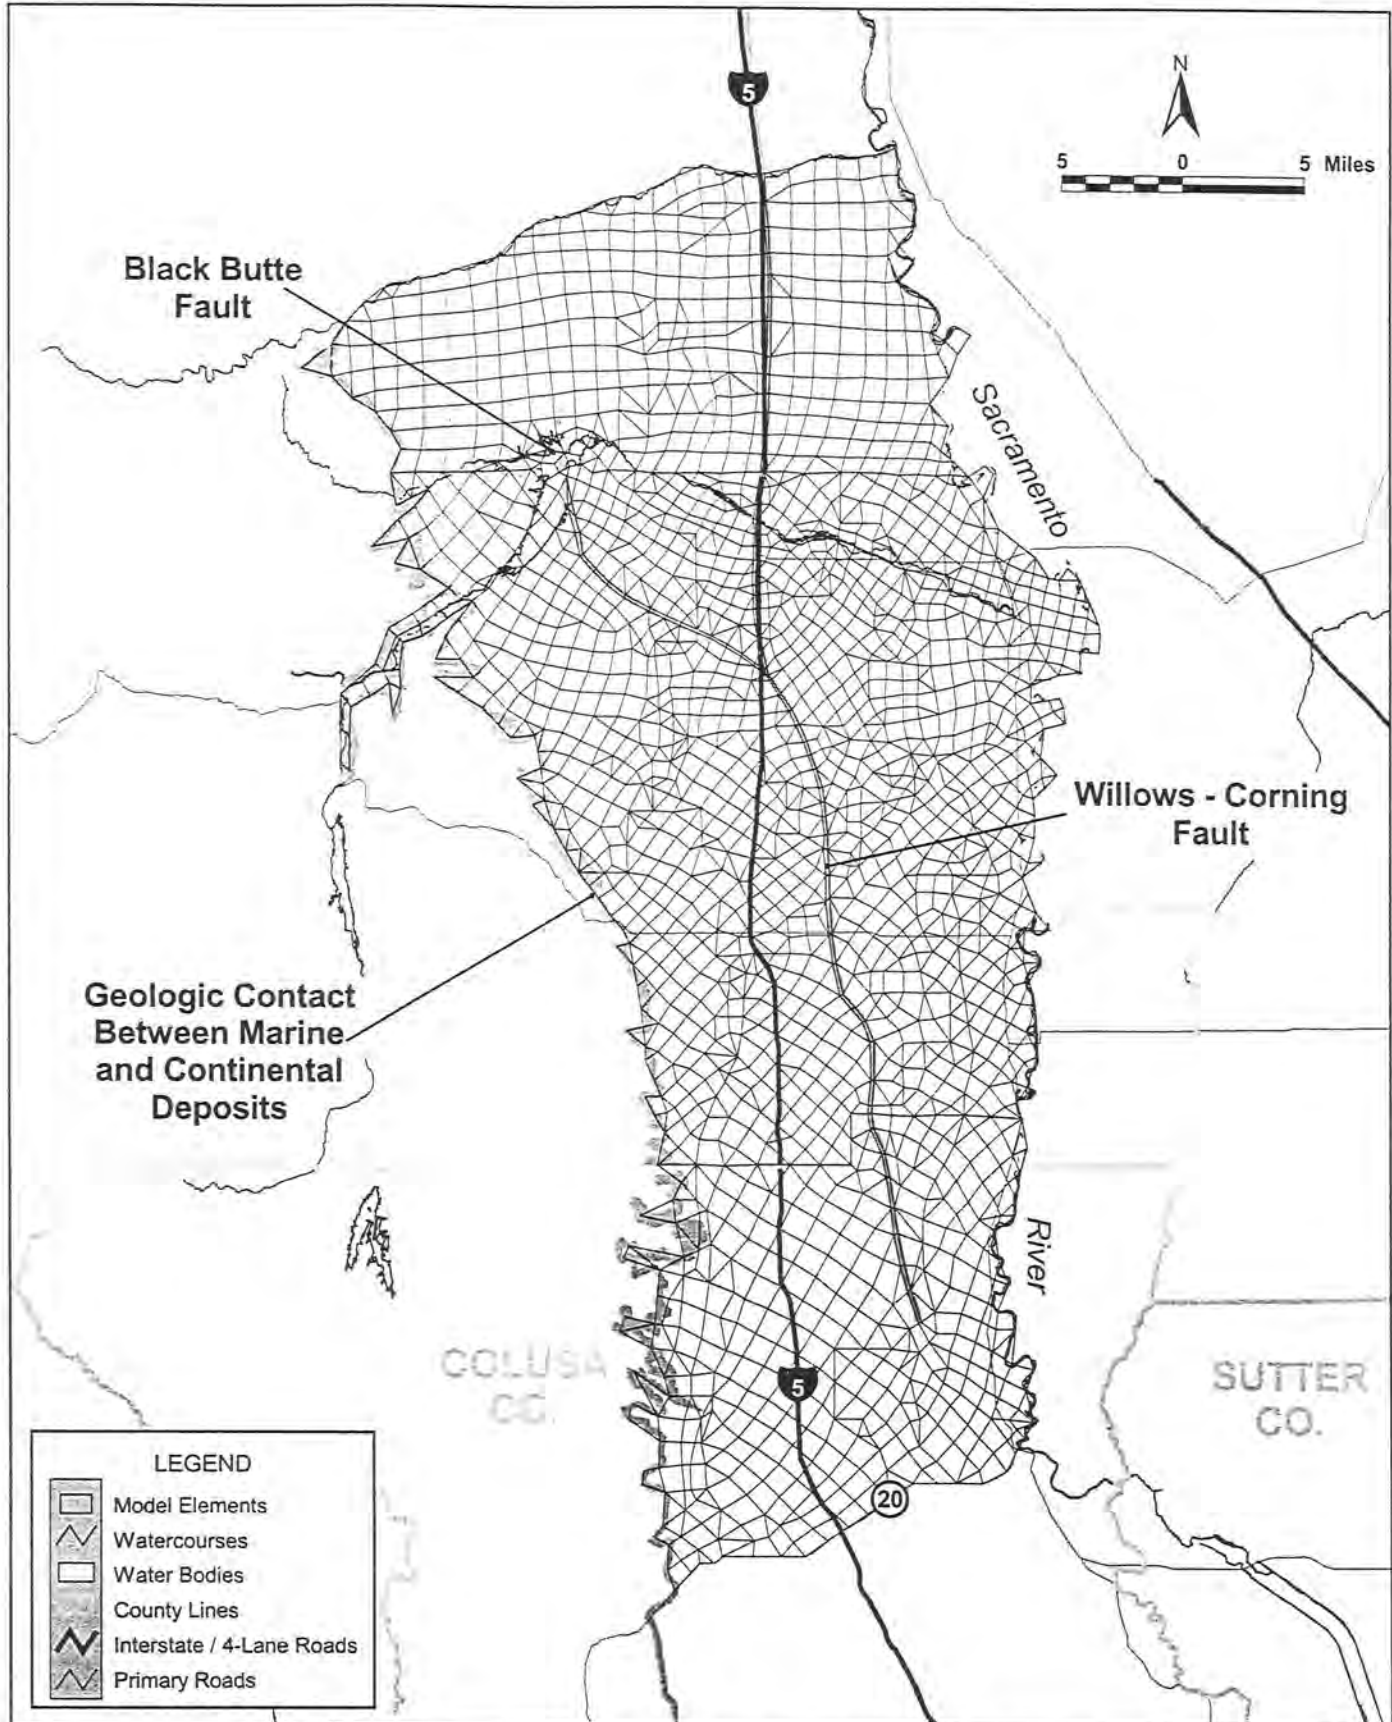 5
N
5 0 5 Miles
Black Butte
Fault
Sacramento
Willows - Corning
Fault
Geologic Contact
Between Marine
and Continental
Deposits
River
COLUSA
CO.
5
SUTTER
CO.
20
LEGEND
Model Elements
Watercourses
Water Bodies
County Lines
Interstate / 4-Lane Roads
Primary Roads